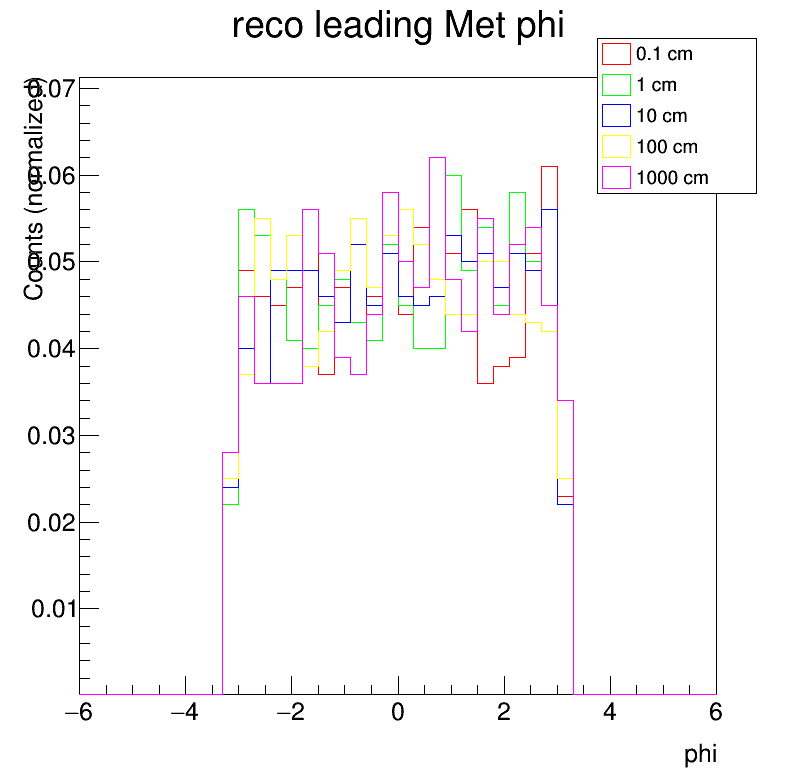 reco leading Met phi
0.1 cm
1 cm
10 cm
100 cm
1000 cm
Counts (normalized)
0.07
0.06
0.05
0.04
0.03
0.02
0.01
−6 −4 −2 0 2 4 6
phi